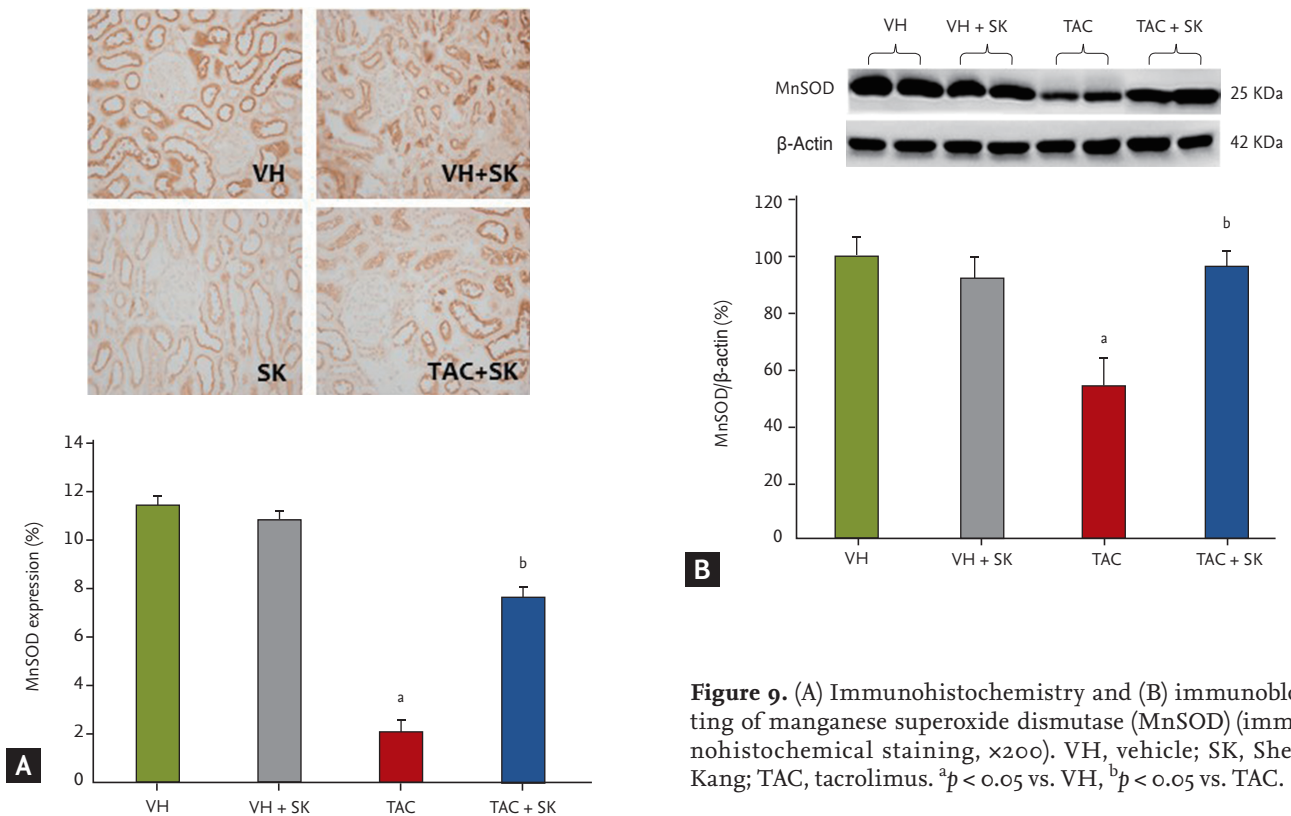 VH
VH+SK
SK
TAC+SK
MnSOD expression (%)
14
12
10
8
6
4
2
0
a
b
VH
VH + SK
TAC
TAC + SK
A
VH
VH + SK
TAC
TAC + SK
MnSOD
25 KDa
β-Actin
42 KDa
MnSOD/β-actin (%)
120
100
80
60
40
20
0
a
b
VH
VH + SK
TAC
TAC + SK
B
Figure 9. (A) Immunohistochemistry and (B) immunoblo
ting of manganese superoxide dismutase (MnSOD) (imm
nohistochemical staining, ×200). VH, vehicle; SK, She
Kang; TAC, tacrolimus. ᵃp < 0.05 vs. VH, ᵇp < 0.05 vs. TAC.